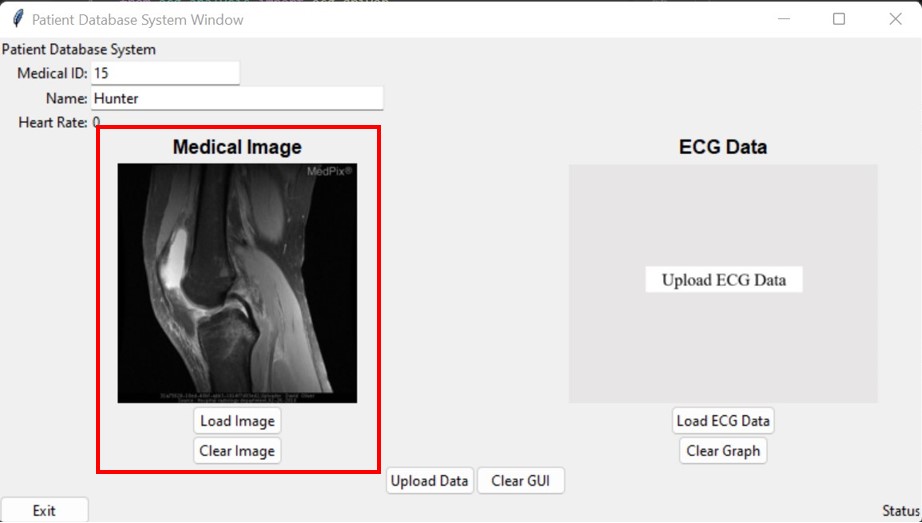 Patient Database System Window
Patient Database System
Medical ID: 15
Name: Hunter
Heart Rate: 0
Medical Image
ECG Data
MedPix®
Upload ECG Data
Load Image
Load ECG Data
Clear Image
Clear Graph
Upload Data
Clear GUI
Exit
Status